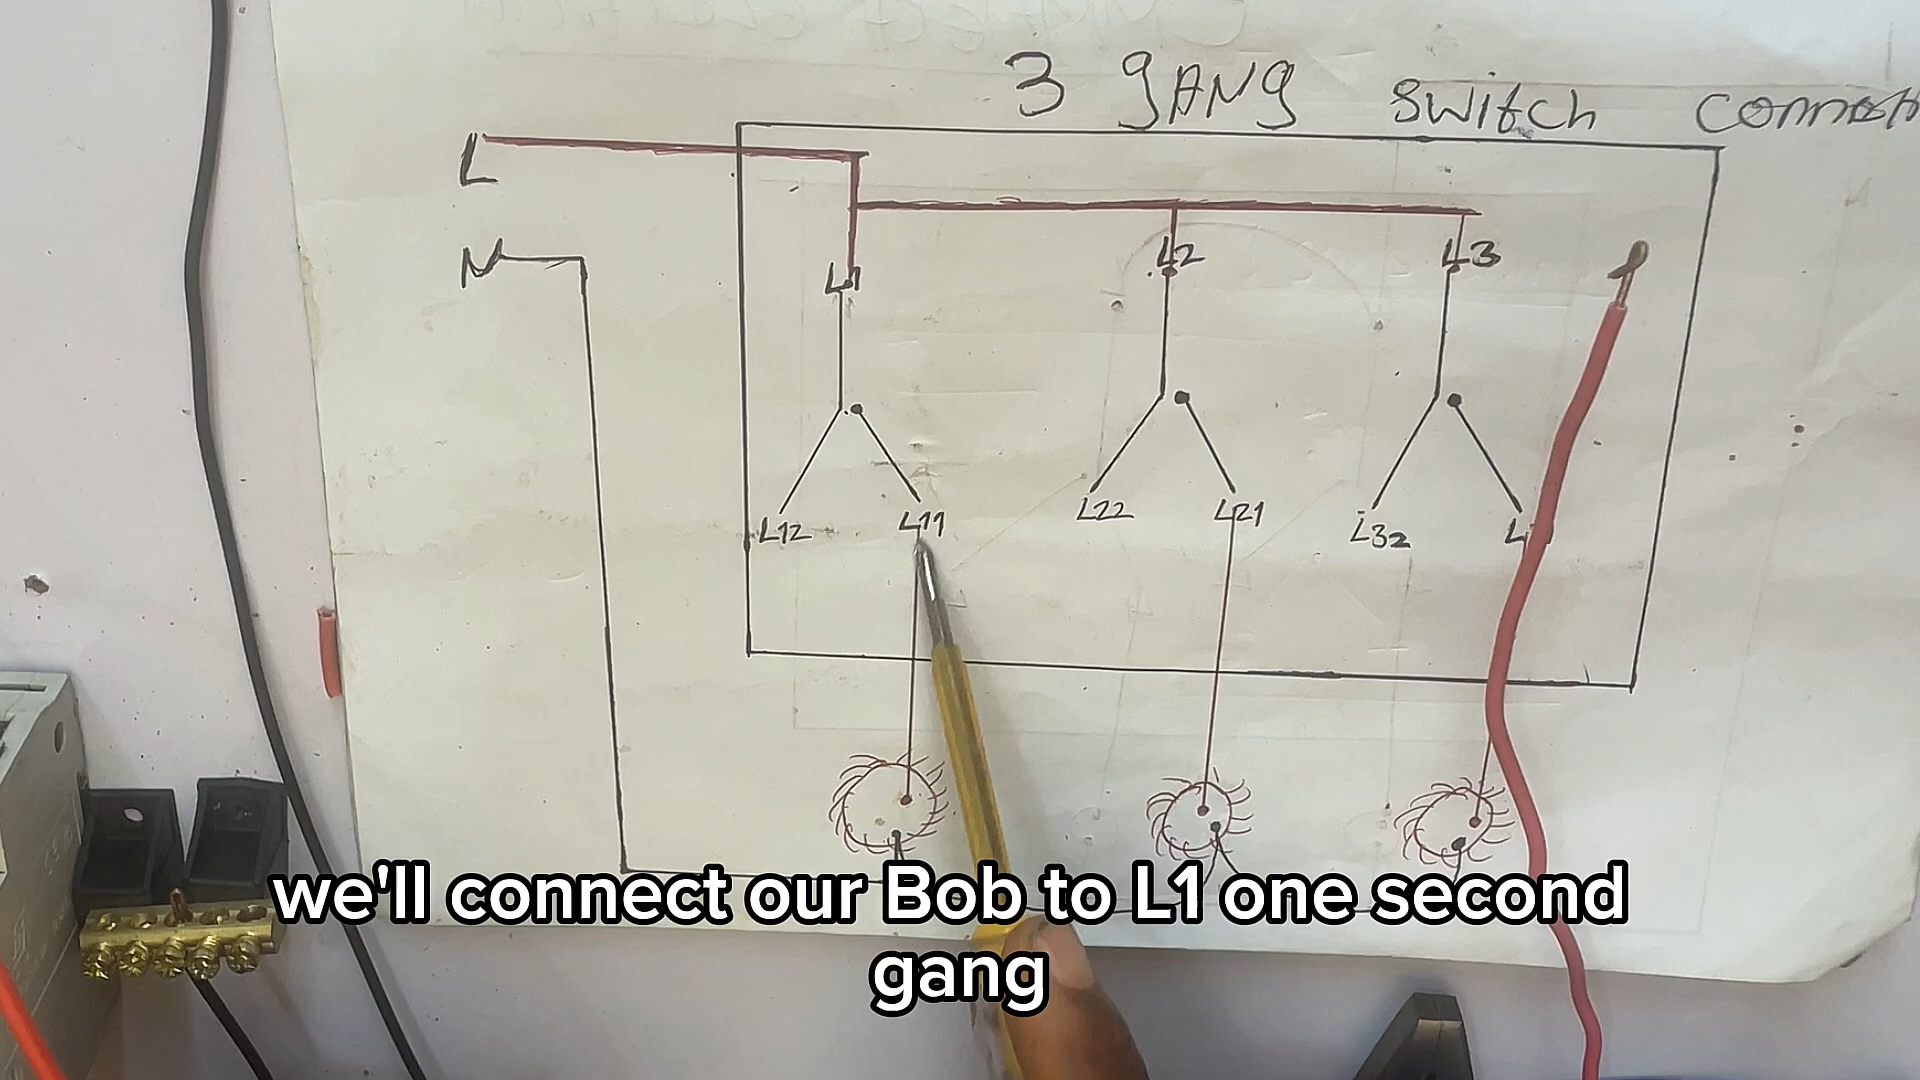 3 gANg switch
L
N
L1 L2 L3
L12 L11 L22 L21 L32
we'll connect our Bob to L1 one second
gang